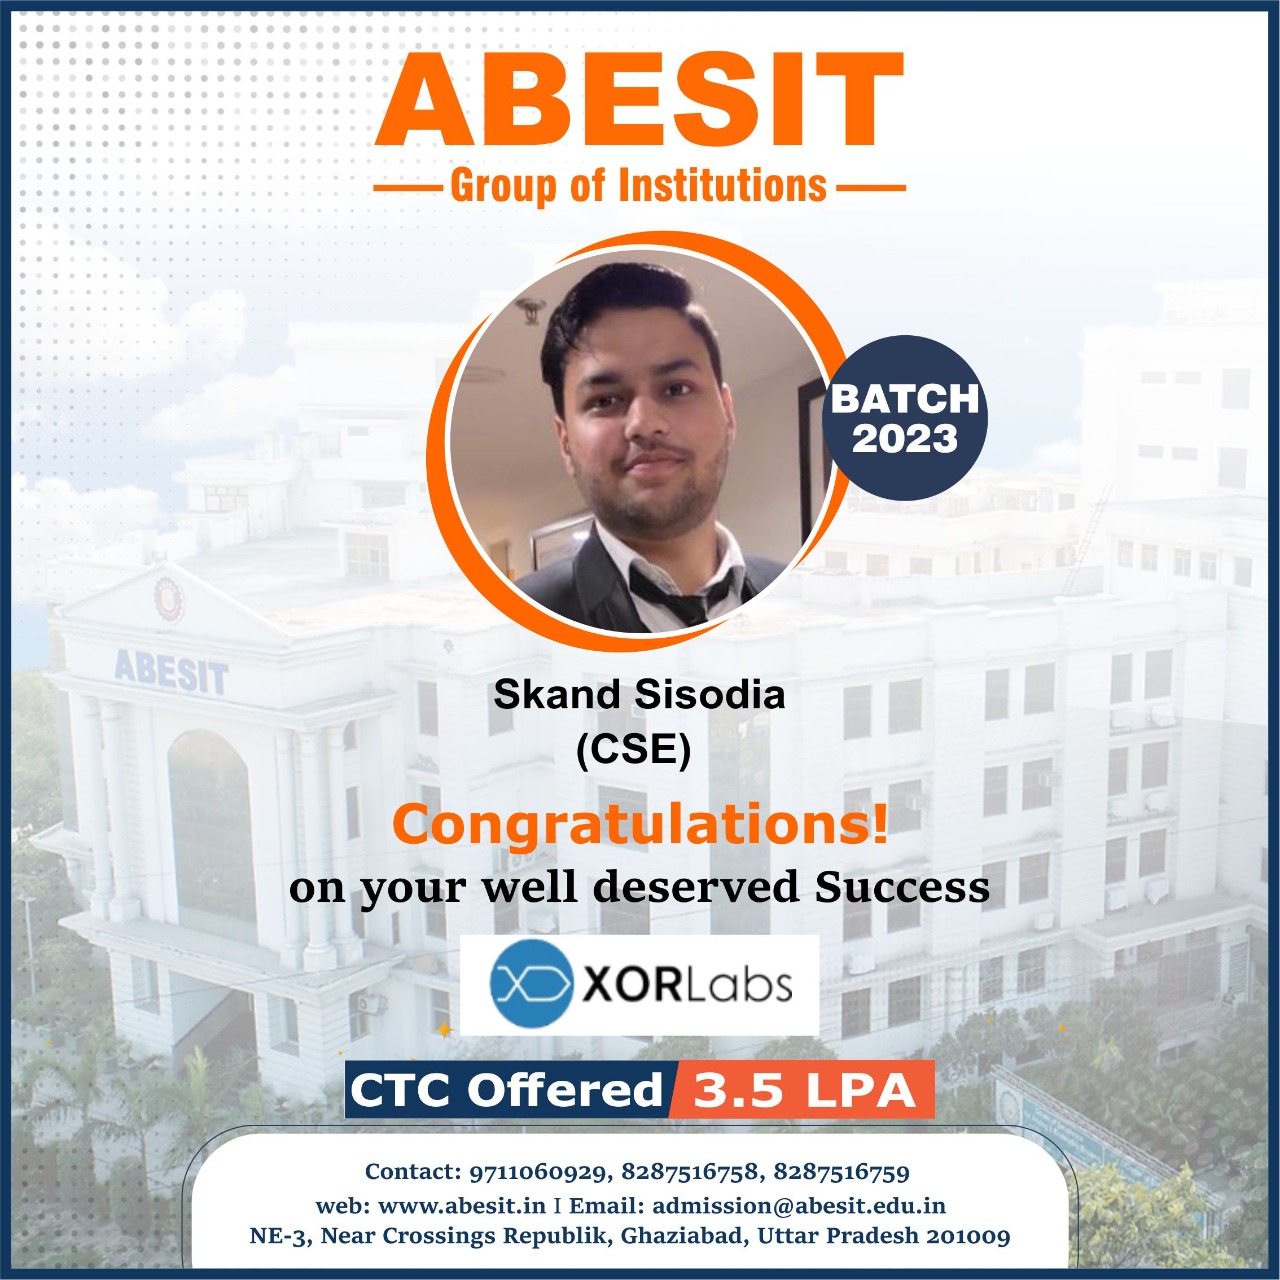 ABESIT
Group of Institutions
BATCH
2023
ABESIT
Skand Sisodia
(CSE)
Congratulations!
on your well deserved Success
XORLabs
CTC Offered 3.5 LPA
Contact: 9711060929, 8287516758, 8287516759
web: www.abesit.in I Email: admission@abesit.edu.in
NE-3, Near Crossings Republik, Ghaziabad, Uttar Pradesh 201009